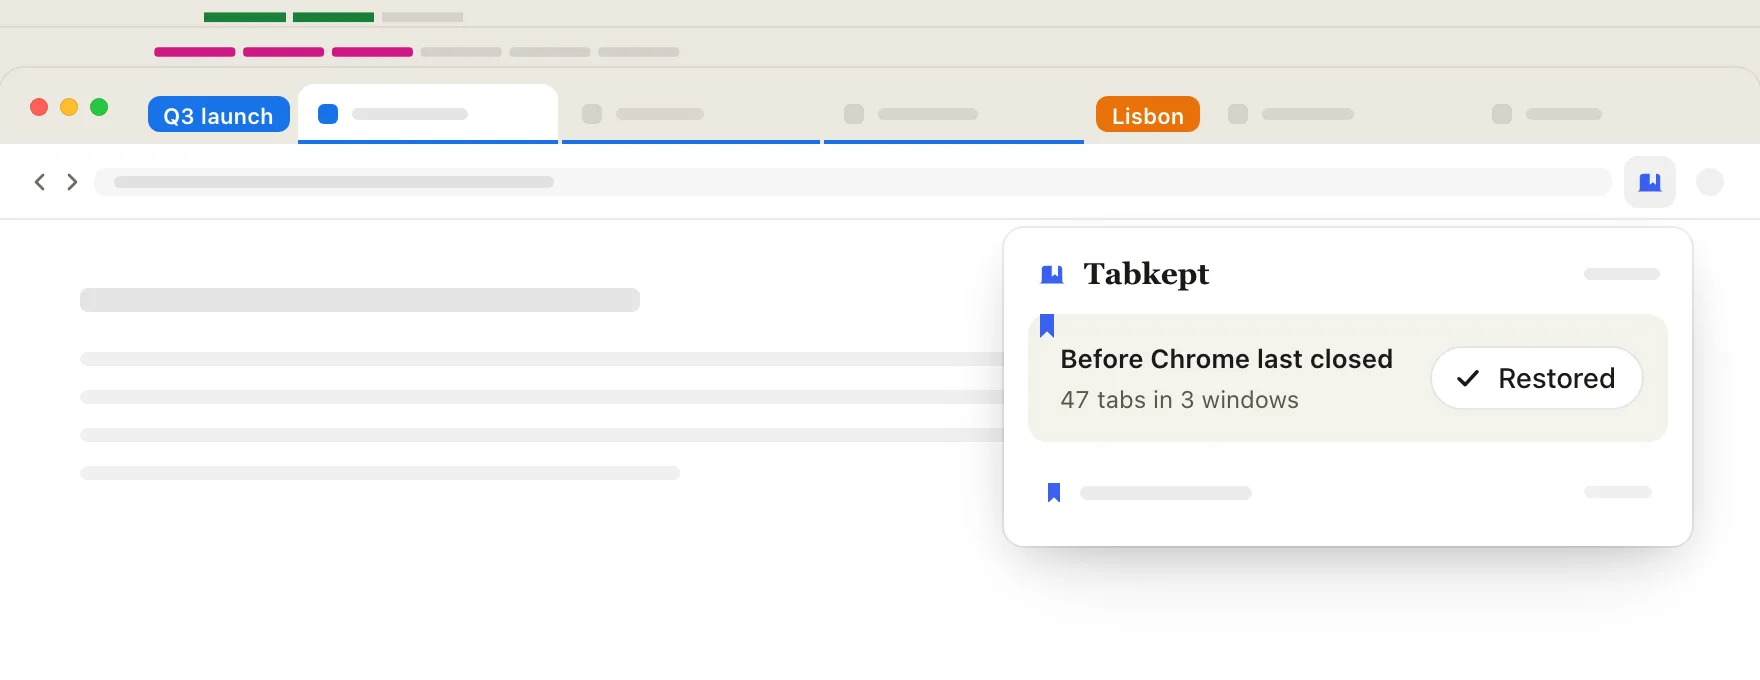 Q3 launch
Lisbon
Tabkept
Before Chrome last closed
47 tabs in 3 windows
Restored